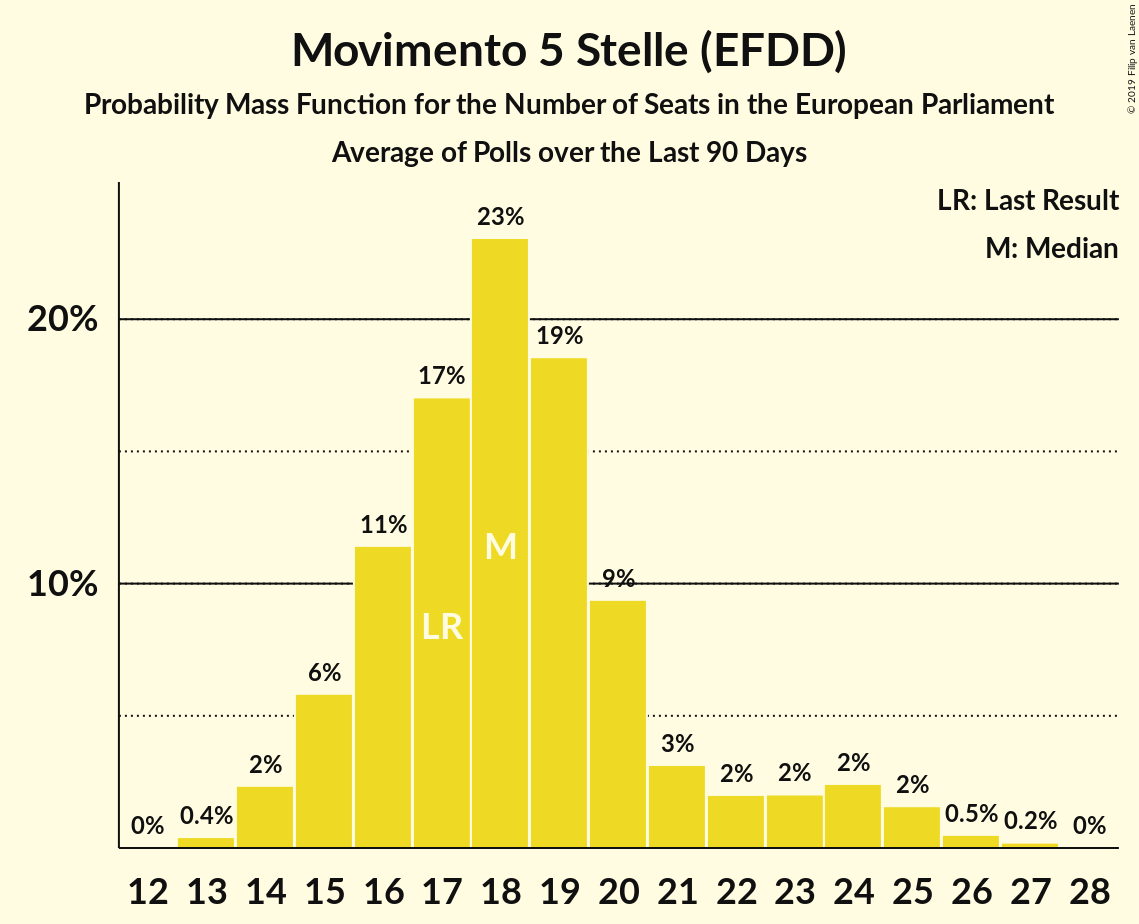 Movimento 5 Stelle (EFDD)
Probability Mass Function for the Number of Seats in the European Parliament
Average of Polls over the Last 90 Days
© 2019 Filip van Laenen
LR: Last Result
M: Median
23%
20%
19%
17%
11%
M
10%
9%
LR
6%
3%
2%
2%
2%
2%
2%
0%
0.4%
0.5%
0.2%
0%
12 13 14 15 16 17 18 19 20 21 22 23 24 25 26 27 28